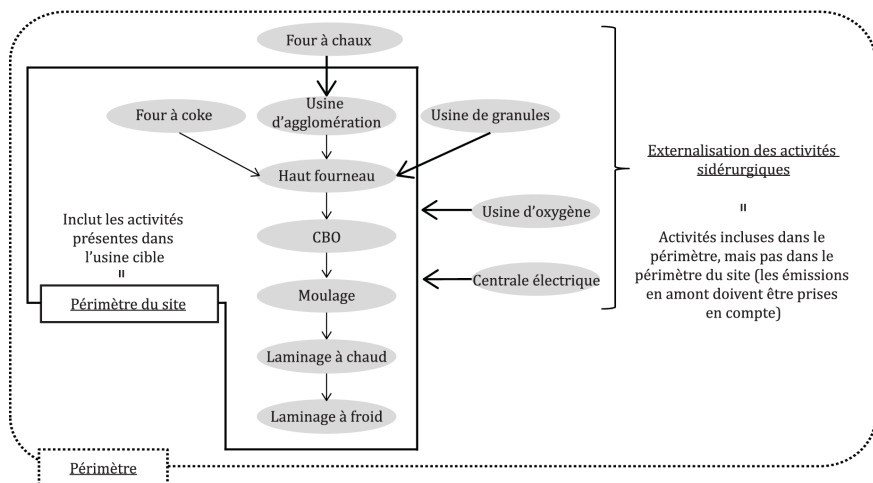 Four à chaux
Four à coke
Usine
d’agglomération
Usine de granules
Haut fourneau
Externalisation des activités
sidérurgiques
=
Activités incluses dans le
périmètre, mais pas dans le
périmètre du site (les émissions
en amont doivent être prises
en compte)
Usine d’oxygène
Inclut les activités
présentes dans
l’usine cible
=
CBO
Périmètre du site
Moulage
Centrale électrique
Laminage à chaud
Laminage à froid
Périmètre